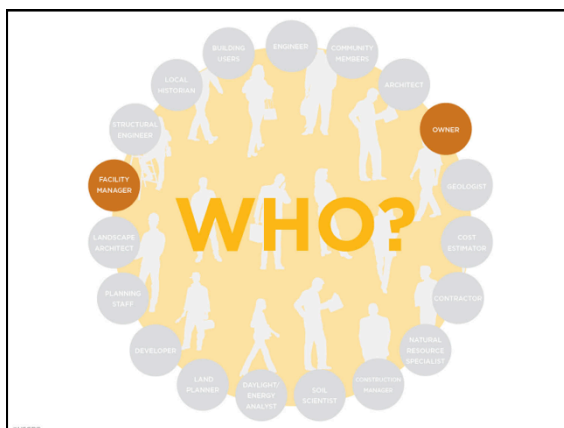 ENGINEER
COMMUNITY
MEMBERS
ARCHITECT
OWNER
GEOLOGIST
COST
ESTIMATOR
CONTRACTOR
NATURAL
RESOURCE
SPECIALIST
CONSTRUCTION
MANAGER
SOIL
SCIENTIST
DAYLIGHT/
ENERGY
ANALYST
LAND
PLANNER
DEVELOPER
PLANNING
STAFF
LANDSCAPE
ARCHITECT
FACILITY
MANAGER
STRUCTURAL
ENGINEER
LOCAL
HISTORIAN
BUILDING
USERS
WHO?